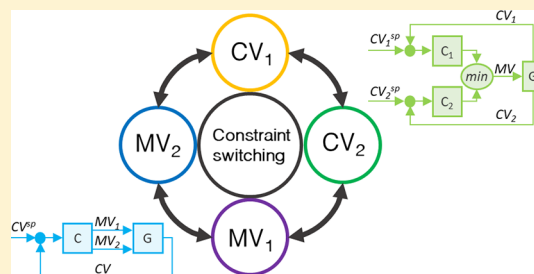 CV₁
CV₁ˢᵖ
C₁
CV₁
min
MV
G
CV₂ˢᵖ
C₂
CV₂
MV₂
Constraint
switching
CV₂
MV₁
CVˢᵖ
C
MV₁
MV₂
G
CV